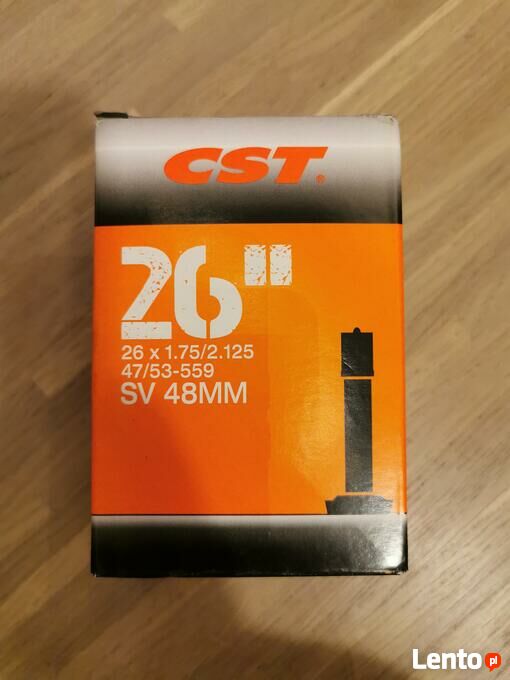 CST®
26"
26 x 1.75/2.125
47/53-559
SV 48MM
Lento.pl